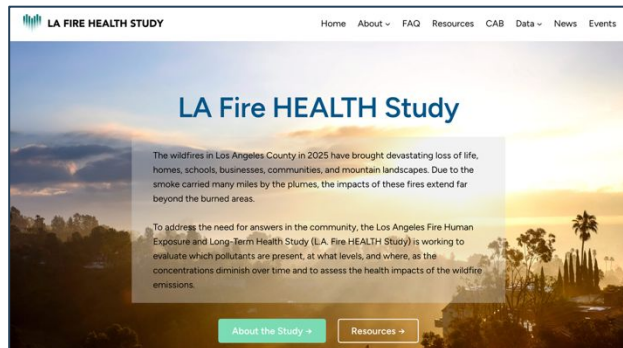 LA FIRE HEALTH STUDY
Home About FAQ Resources CAB Data News Events
LA Fire HEALTH Study
The wildfires in Los Angeles County in 2025 have brought devastating loss of life,
homes, schools, businesses, communities, and mountain landscapes. Due to the
smoke carried many miles by the plumes, the impacts of these fires extend far
beyond the burned areas.
To address the need for answers in the community, the Los Angeles Fire Human
Exposure and Long-Term Health Study (L.A. Fire HEALTH Study) is working to
evaluate which pollutants are present, at what levels, and where, as the
concentrations diminish over time and to assess the health impacts of the wildfire
emissions.
About the Study →
Resources →